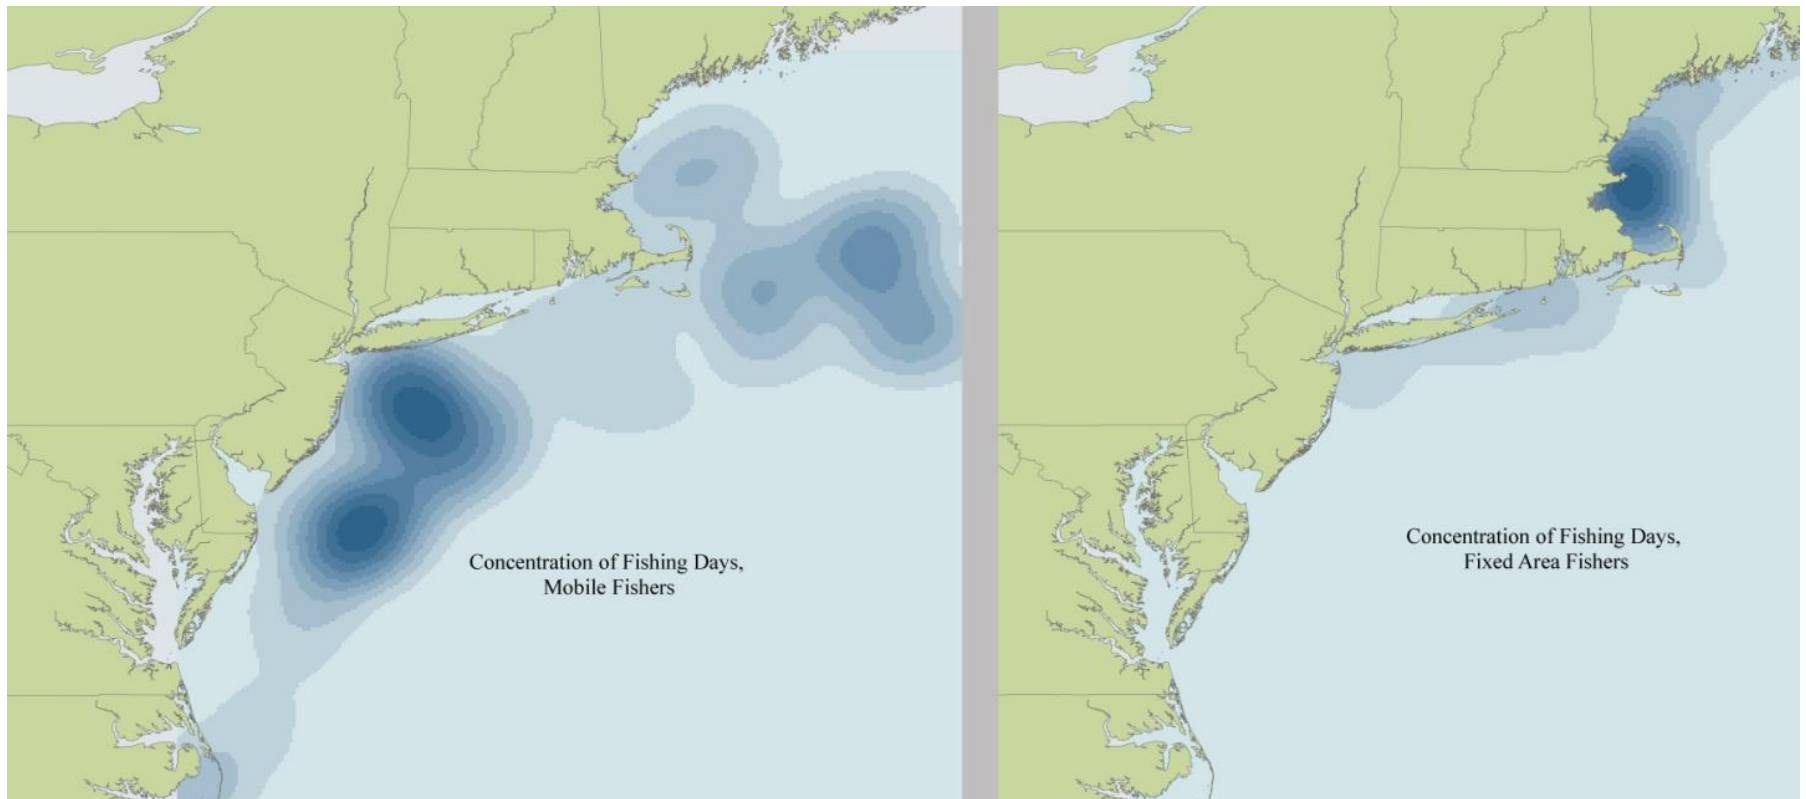 Concentration of Fishing Days,
Mobile Fishers
Concentration of Fishing Days,
Fixed Area Fishers